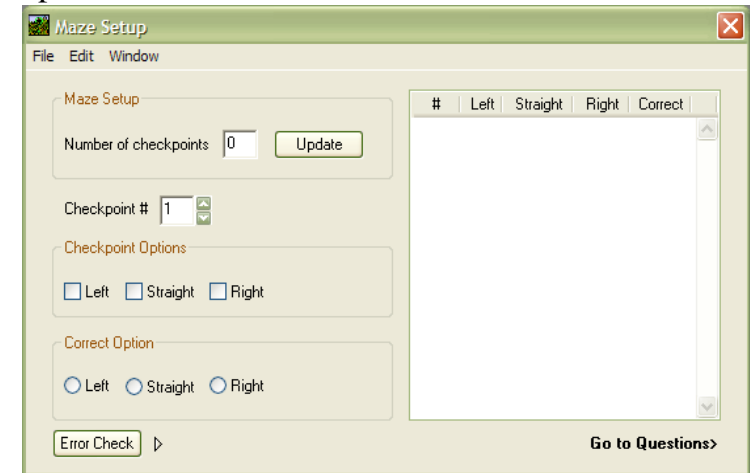 Maze Setup
File Edit Window
Maze Setup
Number of checkpoints 0 Update
Checkpoint # 1
Checkpoint Options
Left Straight Right
Correct Option
Left Straight Right
Error Check
# Left Straight Right Correct
Go to Questions>